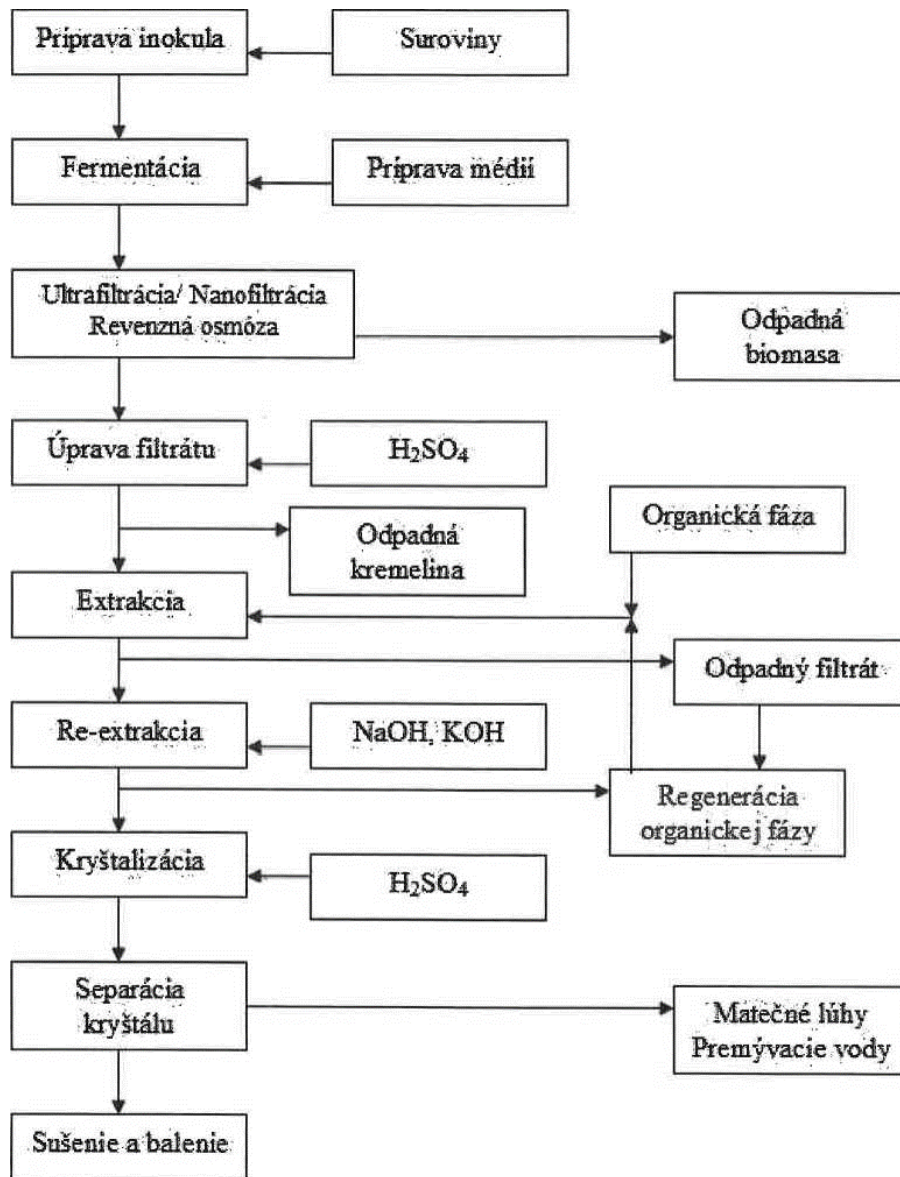 Príprava inokula
Suroviny
Fermentácia
Príprava médií
Ultrafiltrácia/ Nanofiltrácia
Revenzná osmóza
Odpadná
biomasa
Úprava filtrátu
H₂SO₄
Organická fáza
Odpadná
kremelina
Extrakcia
Odpadný filtrát
Re-extrakcia
NaOH, KOH
Regenerácia
organickej fázy
Kryštalizácia
H₂SO₄
Separácia
kryštálu
Matečné lúhy
Premývacie vody
Sušenie a balenie